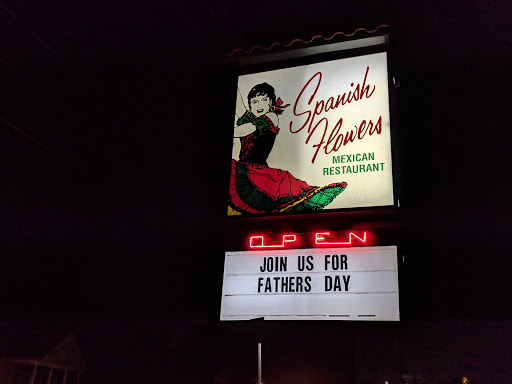 Spanish
Flowers
MEXICAN
RESTAURANT
OPEN
JOIN US FOR
FATHERS DAY